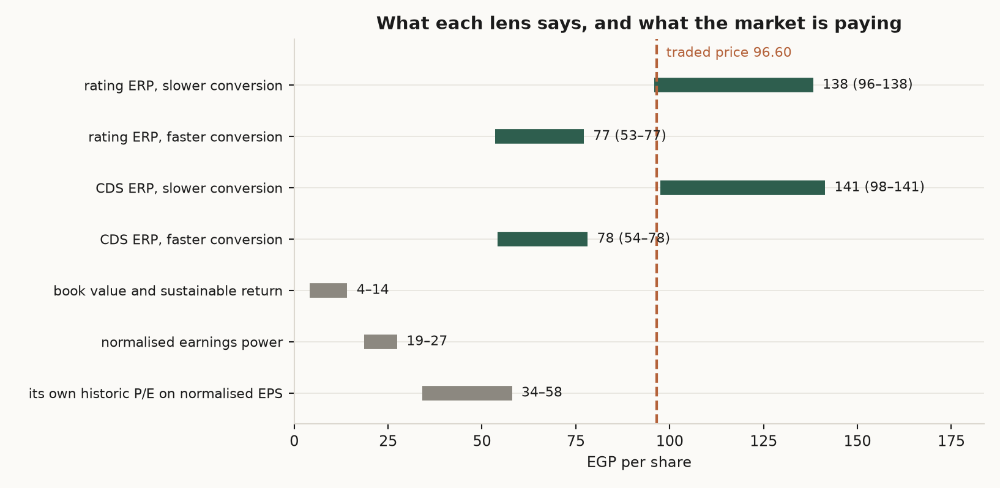 What each lens says, and what the market is paying
traded price 96.60
rating ERP, slower conversion
138 (96–138)
rating ERP, faster conversion
77 (53–77)
CDS ERP, slower conversion
141 (98–141)
CDS ERP, faster conversion
78 (54–78)
book value and sustainable return
4–14
normalised earnings power
19–27
its own historic P/E on normalised EPS
34–58
0 25 50 75 100 125 150 175
EGP per share